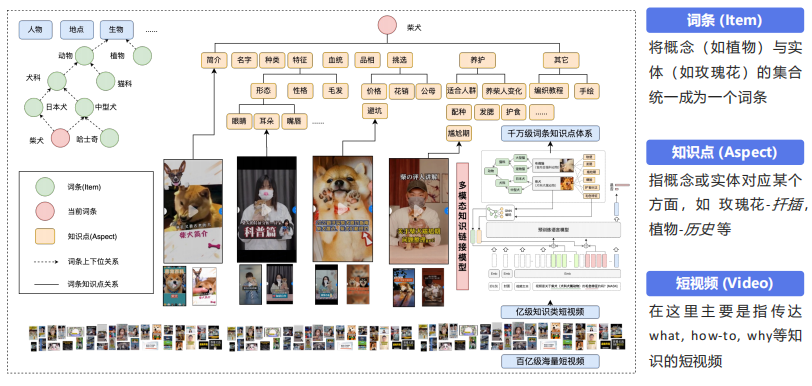 人物 地点 生物 ......
动物 植物
犬科 猫科
日本犬 中型犬
柴犬 哈士奇
词条(Item)
当前词条
知识点(Aspect)
词条上下位关系
词条知识点关系
柴犬
简介 名字 种类 特征 血统 品相 挑选 养护 其它
形态 性格 毛发 价格 花销 公母 适合人群 养柴人变化 编织教程 手绘
眼睛 耳朵 嘴唇 ...... 避坑 配种 发腮 护食 ......
尴尬期
千万级词条知识点体系
柴犬简介
科普篇
多模态知识链接模型
亿级知识类短视频
百亿级海量短视频
词条 (Item)
将概念（如植物）与实
体（如玫瑰花）的集合
统一成为一个词条
知识点 (Aspect)
指概念或实体对应某个
方面，如 玫瑰花-扦插，
植物-历史等
短视频 (Video)
在这里主要是指传达
what, how-to, why等知
识的短视频